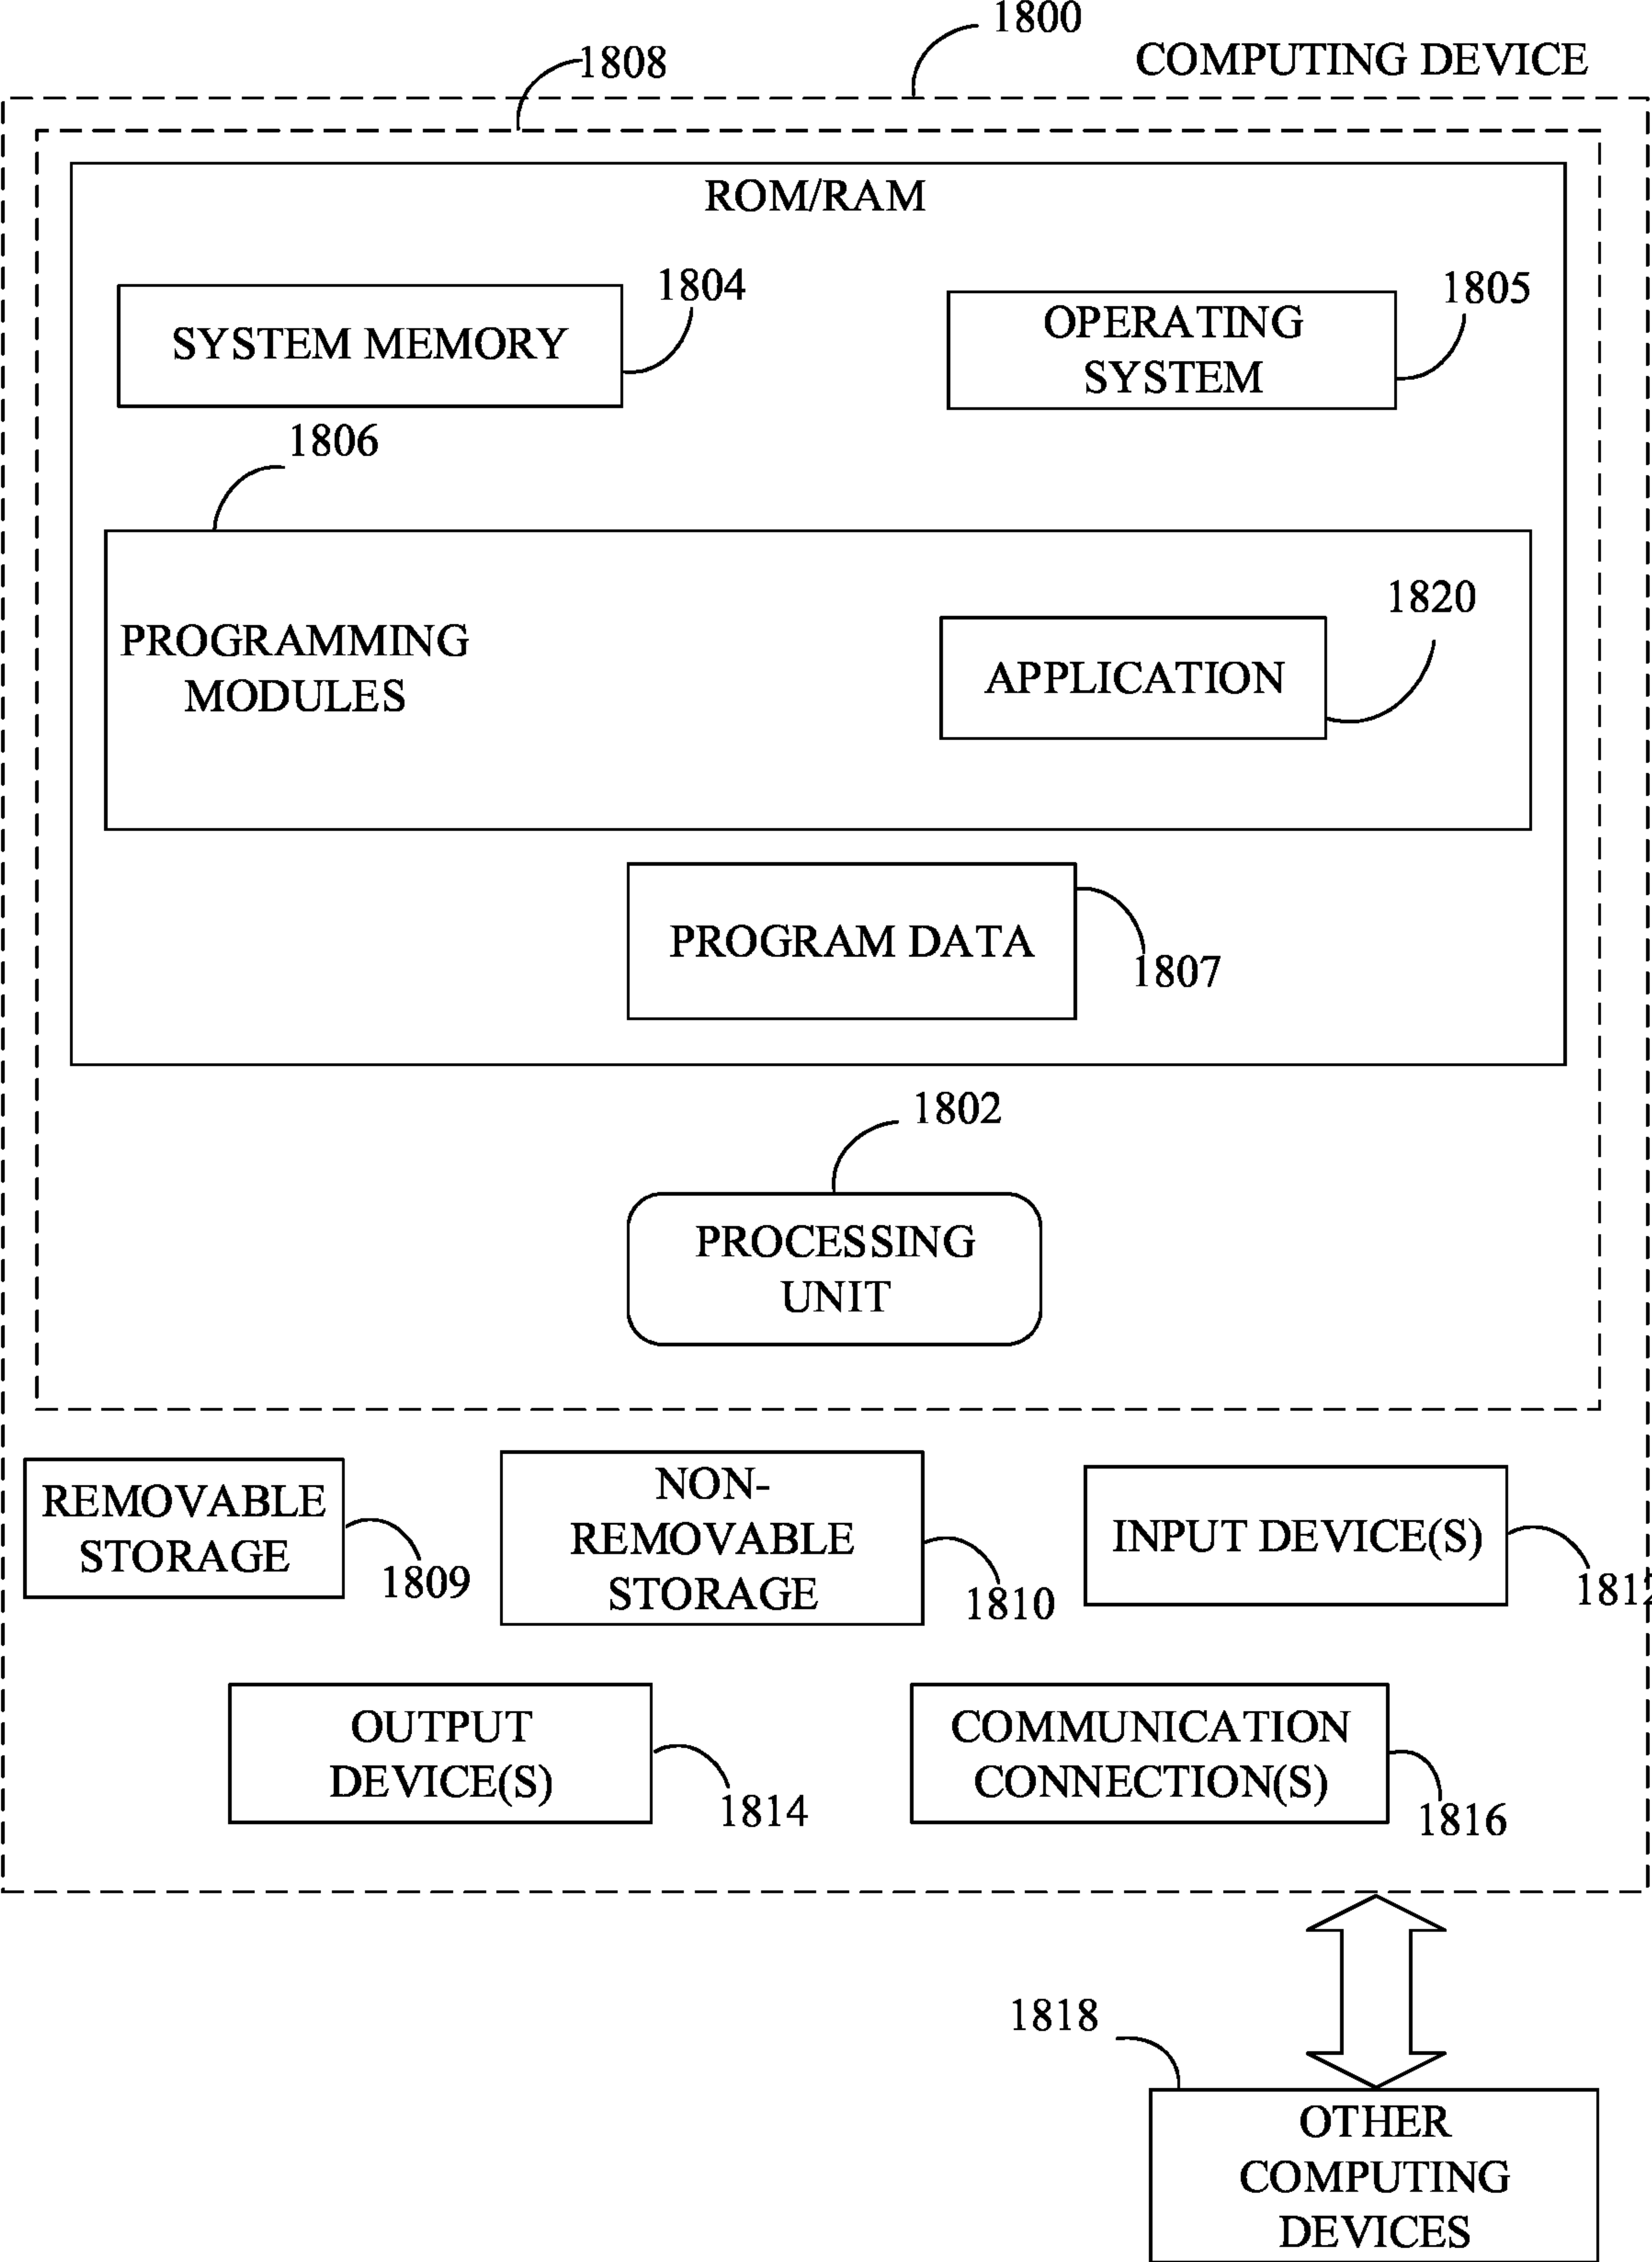 1800
1808
COMPUTING DEVICE
ROM/RAM
1804
1805
SYSTEM MEMORY
OPERATING
SYSTEM
1806
1820
PROGRAMMING
MODULES
APPLICATION
PROGRAM DATA
1807
1802
PROCESSING
UNIT
REMOVABLE
STORAGE
1809
NON-
REMOVABLE
STORAGE
1810
INPUT DEVICE(S)
1812
OUTPUT
DEVICE(S)
1814
COMMUNICATION
CONNECTION(S)
1816
1818
OTHER
COMPUTING
DEVICES